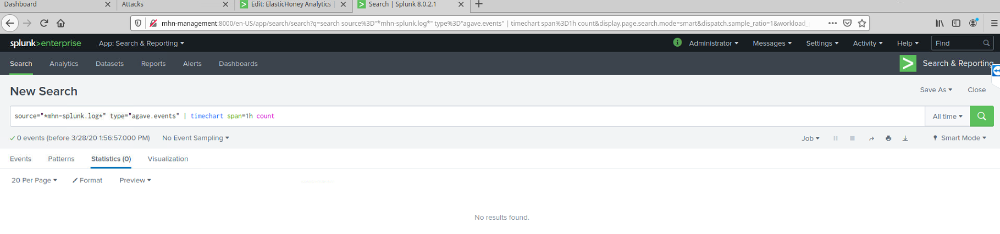 Dashboard
Attacks
Edit: ElasticHoney Analytics
Search | Splunk 8.0.2.1
mhn-management:8000/en-US/app/search/search?q=search source%3D"*mhn-splunk.log*" type%3D"agave.events" | timechart span%3D1h count&display.page.search.mode=smart&dispatch.sample_ratio=1&workload_
splunk>enterprise
App: Search & Reporting
Administrator
Messages
Settings
Activity
Help
Find
Search
Analytics
Datasets
Reports
Alerts
Dashboards
Search & Reporting
New Search
Save As
Close
source="*mhn-splunk.log*" type="agave.events" | timechart span=1h count
All time
0 events (before 3/28/20 1:56:57.000 PM)
No Event Sampling
Job
Smart Mode
Events
Patterns
Statistics (0)
Visualization
20 Per Page
Format
Preview
No results found.